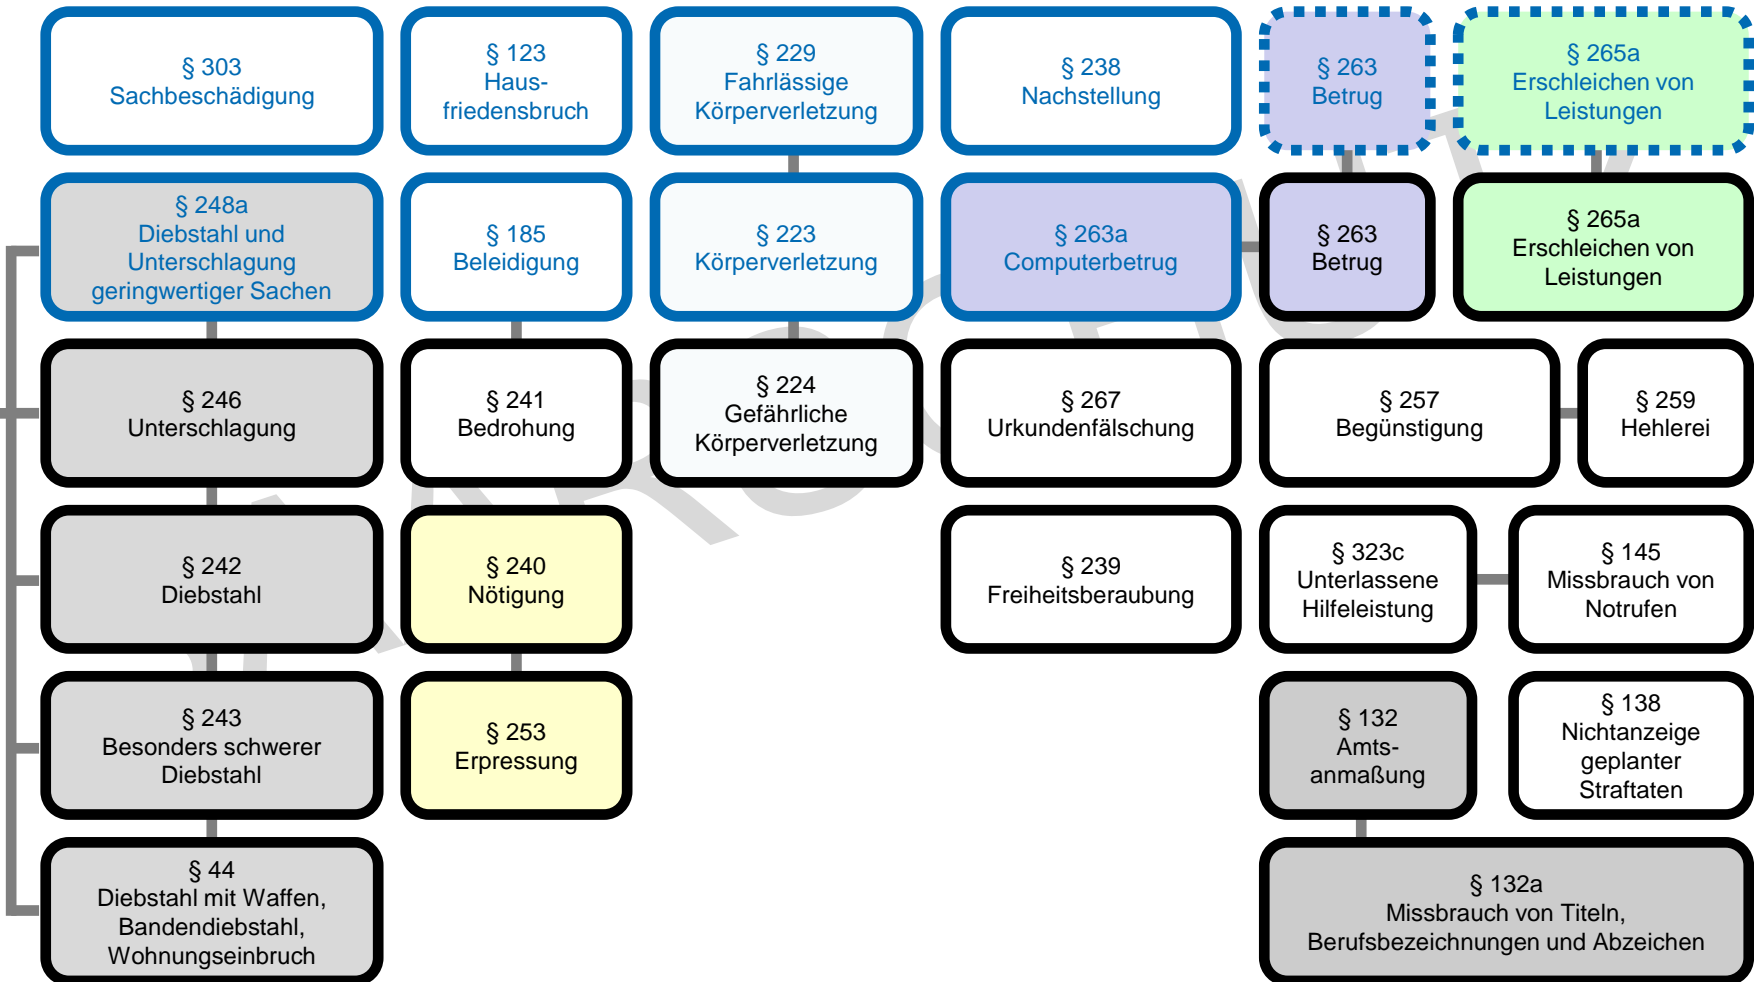 § 303
Sachbeschädigung
§ 123
Haus-
friedensbruch
§ 229
Fahrlässige
Körperverletzung
§ 238
Nachstellung
§ 263
Betrug
§ 265a
Erschleichen von
Leistungen
§ 248a
Diebstahl und
Unterschlagung
geringwertiger Sachen
§ 185
Beleidigung
§ 223
Körperverletzung
§ 263a
Computerbetrug
§ 263
Betrug
§ 265a
Erschleichen von
Leistungen
§ 246
Unterschlagung
§ 241
Bedrohung
§ 224
Gefährliche
Körperverletzung
§ 267
Urkundenfälschung
§ 257
Begünstigung
§ 259
Hehlerei
§ 242
Diebstahl
§ 240
Nötigung
§ 239
Freiheitsberaubung
§ 323c
Unterlassene
Hilfeleistung
§ 145
Missbrauch von
Notrufen
§ 243
Besonders schwerer
Diebstahl
§ 253
Erpressung
§ 132
Amts-
anmaßung
§ 138
Nichtanzeige
geplanter
Straftaten
§ 44
Diebstahl mit Waffen,
Bandendiebstahl,
Wohnungseinbruch
§ 132a
Missbrauch von Titeln,
Berufsbezeichnungen und Abzeichen